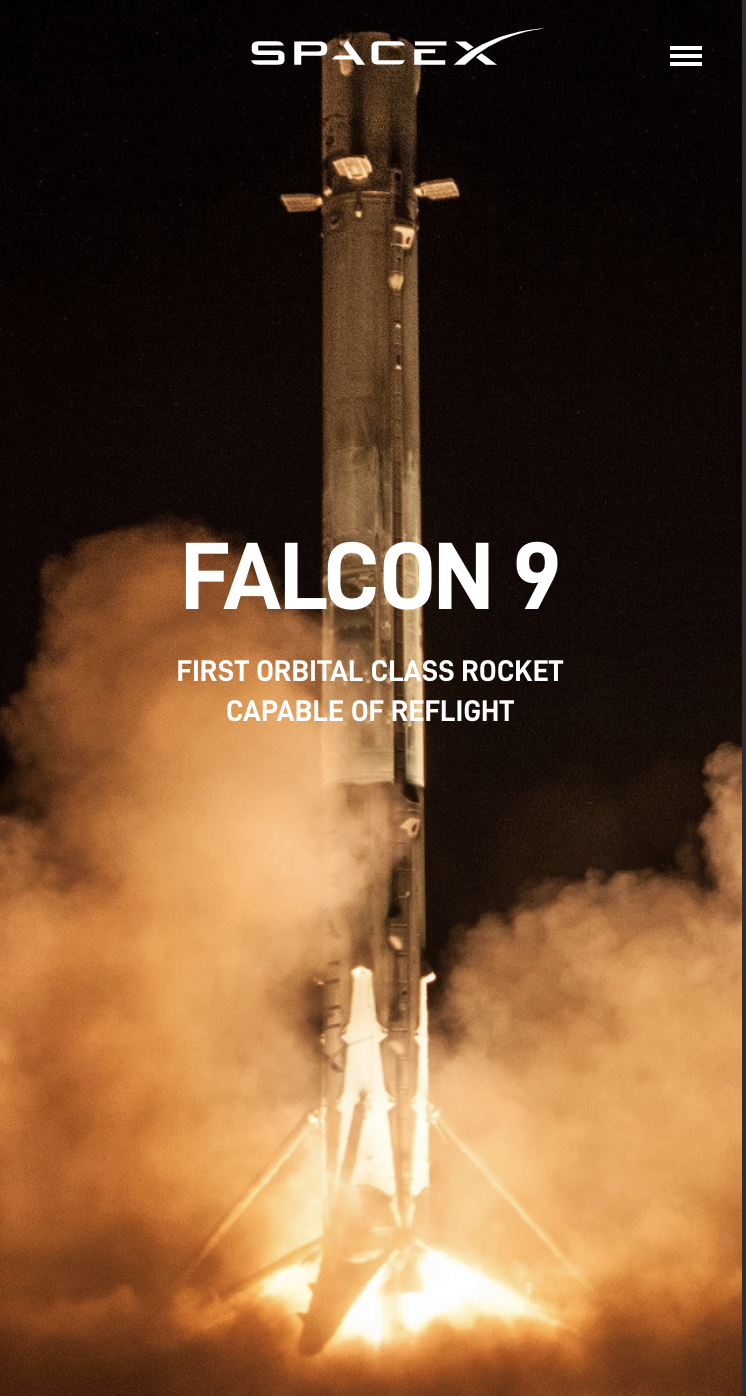 SPACEX
FALCON 9
FIRST ORBITAL CLASS ROCKET
CAPABLE OF REFLIGHT